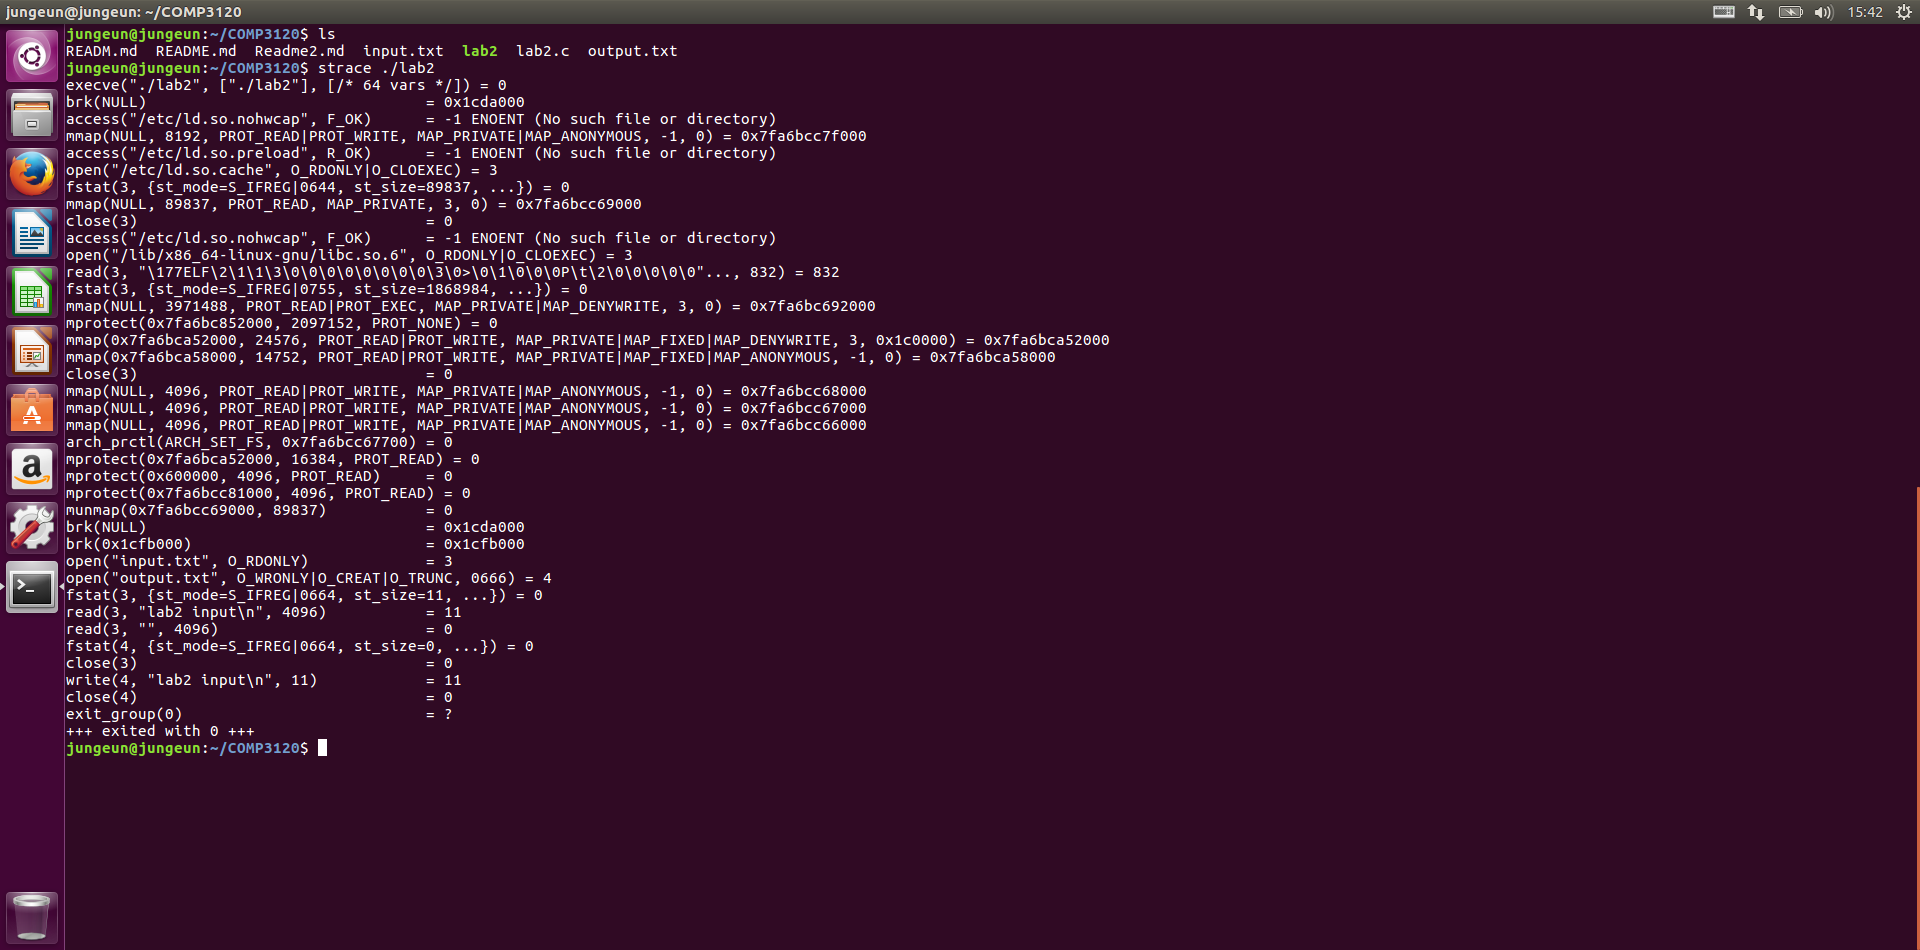 jungeun@jungeun: ~/COMP3120
15:42
jungeun@jungeun:~/COMP3120$ ls
READM.md  README.md  Readme2.md  input.txt  lab2  lab2.c  output.txt
jungeun@jungeun:~/COMP3120$ strace ./lab2
execve("./lab2", ["./lab2"], [/* 64 vars */]) = 0
brk(NULL)                               = 0x1cda000
access("/etc/ld.so.nohwcap", F_OK)      = -1 ENOENT (No such file or directory)
mmap(NULL, 8192, PROT_READ|PROT_WRITE, MAP_PRIVATE|MAP_ANONYMOUS, -1, 0) = 0x7fa6bcc7f000
access("/etc/ld.so.preload", R_OK)      = -1 ENOENT (No such file or directory)
open("/etc/ld.so.cache", O_RDONLY|O_CLOEXEC) = 3
fstat(3, {st_mode=S_IFREG|0644, st_size=89837, ...}) = 0
mmap(NULL, 89837, PROT_READ, MAP_PRIVATE, 3, 0) = 0x7fa6bcc69000
close(3)                                = 0
access("/etc/ld.so.nohwcap", F_OK)      = -1 ENOENT (No such file or directory)
open("/lib/x86_64-linux-gnu/libc.so.6", O_RDONLY|O_CLOEXEC) = 3
read(3, "\177ELF\2\1\1\3\0\0\0\0\0\0\0\0\3\0>\0\1\0\0\0P\t\2\0\0\0\0\0"..., 832) = 832
fstat(3, {st_mode=S_IFREG|0755, st_size=1868984, ...}) = 0
mmap(NULL, 3971488, PROT_READ|PROT_EXEC, MAP_PRIVATE|MAP_DENYWRITE, 3, 0) = 0x7fa6bc692000
mprotect(0x7fa6bc852000, 2097152, PROT_NONE) = 0
mmap(0x7fa6bca52000, 24576, PROT_READ|PROT_WRITE, MAP_PRIVATE|MAP_FIXED|MAP_DENYWRITE, 3, 0x1c0000) = 0x7fa6bca52000
mmap(0x7fa6bca58000, 14752, PROT_READ|PROT_WRITE, MAP_PRIVATE|MAP_FIXED|MAP_ANONYMOUS, -1, 0) = 0x7fa6bca58000
close(3)                                = 0
mmap(NULL, 4096, PROT_READ|PROT_WRITE, MAP_PRIVATE|MAP_ANONYMOUS, -1, 0) = 0x7fa6bcc68000
mmap(NULL, 4096, PROT_READ|PROT_WRITE, MAP_PRIVATE|MAP_ANONYMOUS, -1, 0) = 0x7fa6bcc67000
mmap(NULL, 4096, PROT_READ|PROT_WRITE, MAP_PRIVATE|MAP_ANONYMOUS, -1, 0) = 0x7fa6bcc66000
arch_prctl(ARCH_SET_FS, 0x7fa6bcc67700) = 0
mprotect(0x7fa6bca52000, 16384, PROT_READ) = 0
mprotect(0x600000, 4096, PROT_READ)     = 0
mprotect(0x7fa6bcc81000, 4096, PROT_READ) = 0
munmap(0x7fa6bcc69000, 89837)           = 0
brk(NULL)                               = 0x1cda000
brk(0x1cfb000)                          = 0x1cfb000
open("input.txt", O_RDONLY)             = 3
open("output.txt", O_WRONLY|O_CREAT|O_TRUNC, 0666) = 4
fstat(3, {st_mode=S_IFREG|0664, st_size=11, ...}) = 0
read(3, "lab2 input\n", 4096)           = 11
read(3, "", 4096)                       = 0
fstat(4, {st_mode=S_IFREG|0664, st_size=0, ...}) = 0
close(3)                                = 0
write(4, "lab2 input\n", 11)            = 11
close(4)                                = 0
exit_group(0)                           = ?
+++ exited with 0 +++
jungeun@jungeun:~/COMP3120$